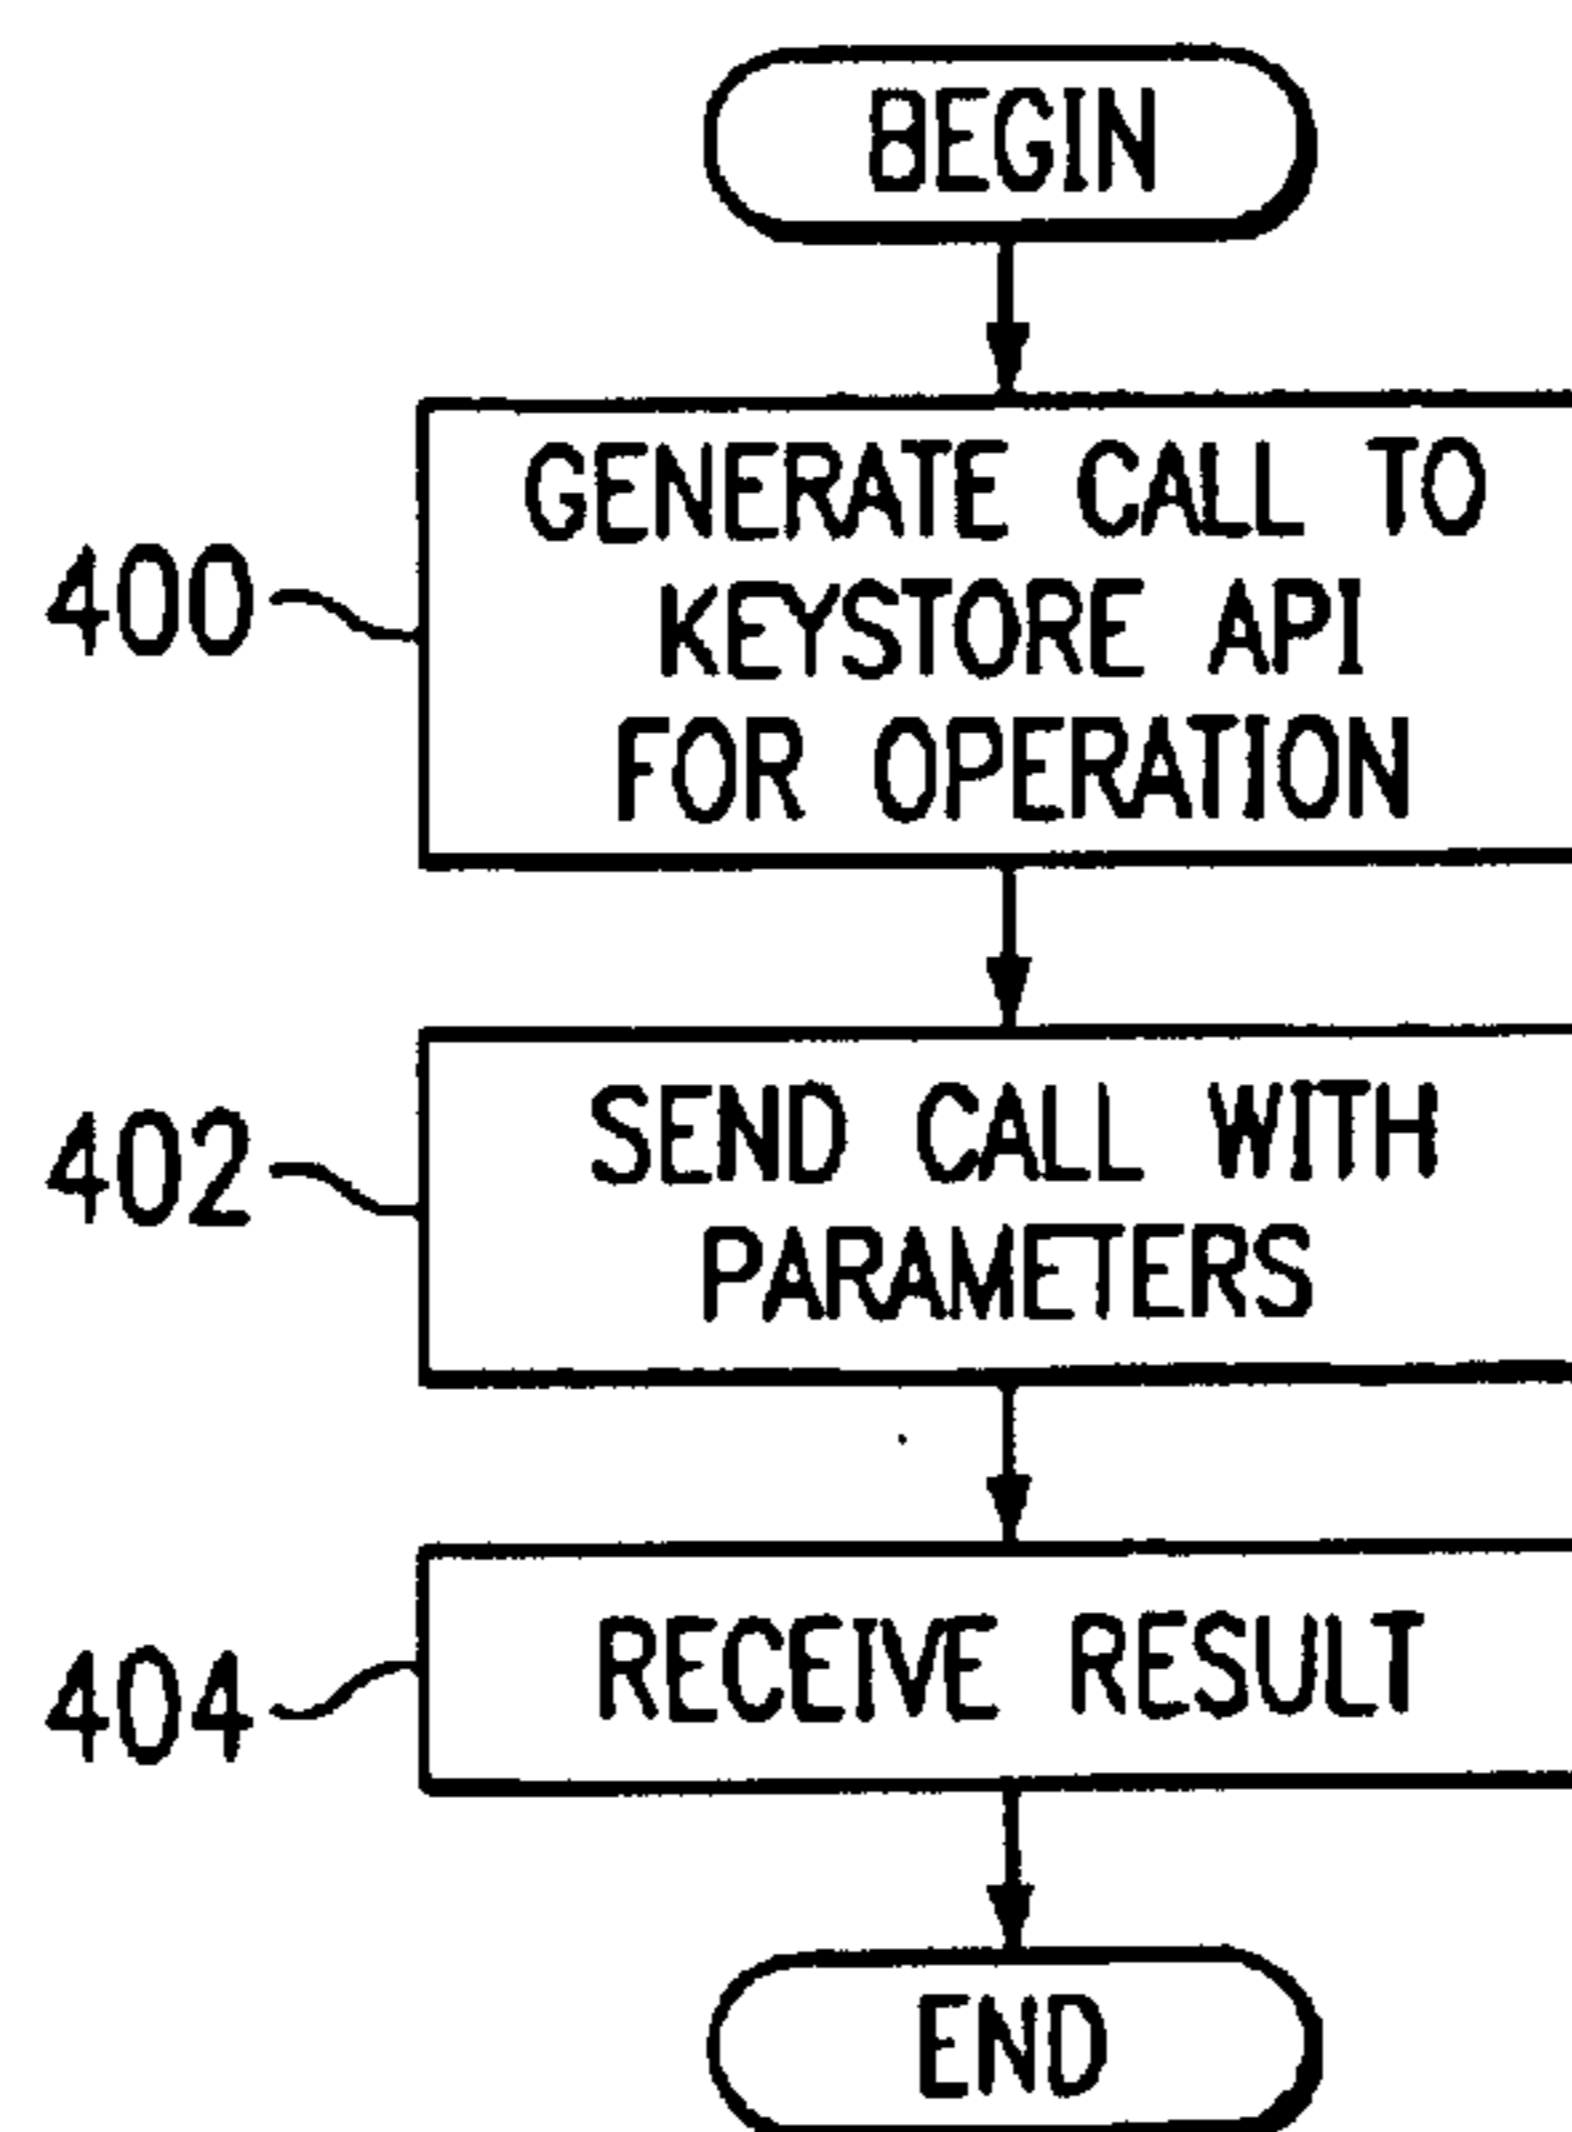 BEGIN
GENERATE CALL TO
KEYSTORE API
FOR OPERATION
400
SEND CALL WITH
PARAMETERS
402
RECEIVE RESULT
404
END